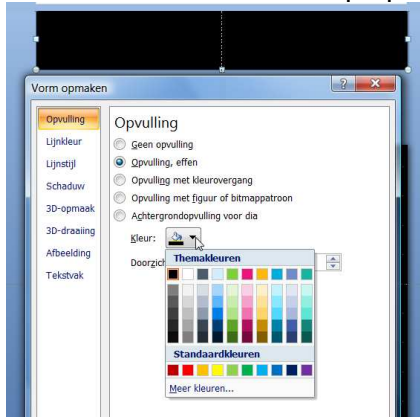 Vorm opmaken
Opvulling
Lijnkleur
Lijnstijl
Schaduw
3D-opmaak
3D-draaiing
Afbeelding
Tekstvak
Opvulling
Geen opvulling
Opvulling, effen
Opvulling met kleurovergang
Opvulling met figuur of bitmappatroon
Achtergrondopvulling voor dia
Kleur:
Doorzich
Themakleuren
Standaardkleuren
Meer kleuren...